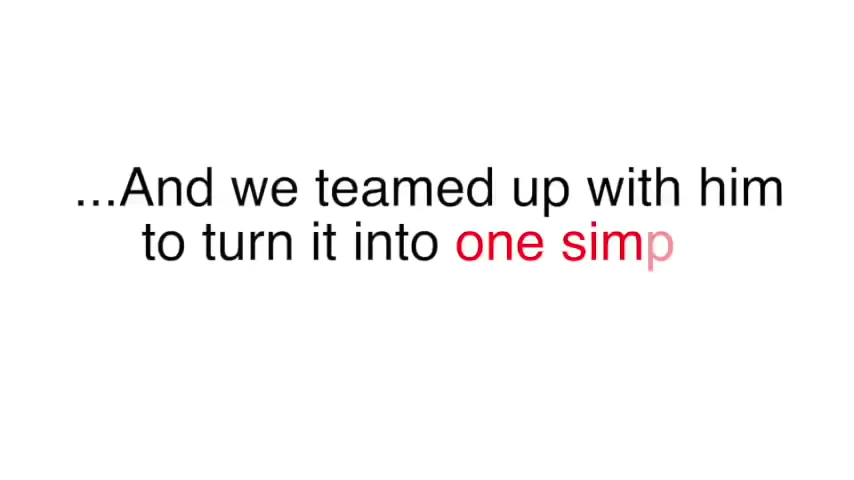 ...And we teamed up with him
to turn it into one simp